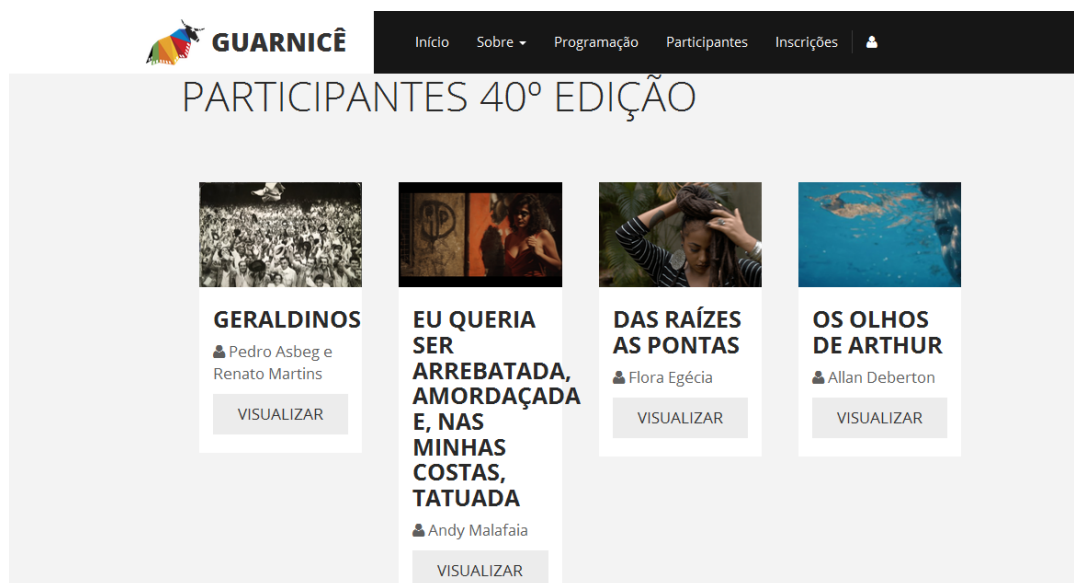 GUARNICÊ
Início Sobre Programação Participantes Inscrições
PARTICIPANTES 40º EDIÇÃO
GERALDINOS
Pedro Asbeg e
Renato Martins
VISUALIZAR
EU QUERIA
SER
ARREBATADA,
AMORDAÇADA
E, NAS
MINHAS
COSTAS,
TATUADA
Andy Malafaia
VISUALIZAR
DAS RAÍZES
AS PONTAS
Flora Egécia
VISUALIZAR
OS OLHOS
DE ARTHUR
Allan Deberton
VISUALIZAR